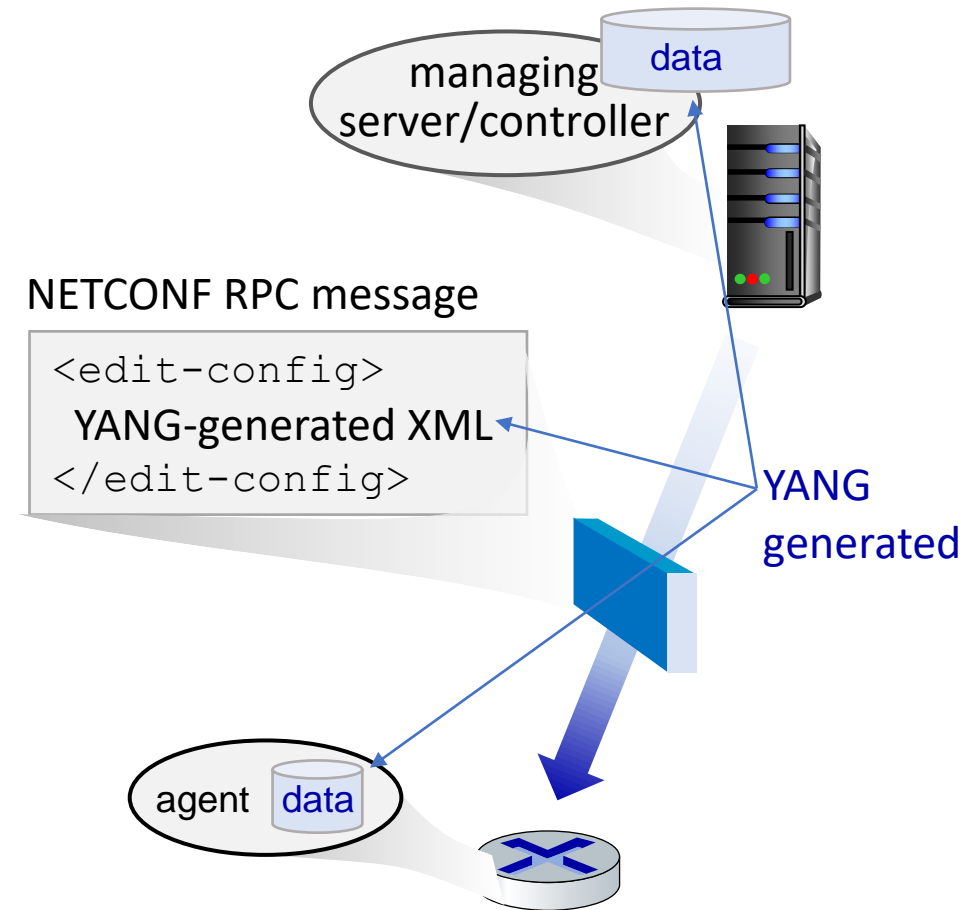 data
managing
server/controller
NETCONF RPC message
<edit-config>
YANG-generated XML
</edit-config>
YANG
generated
agent data